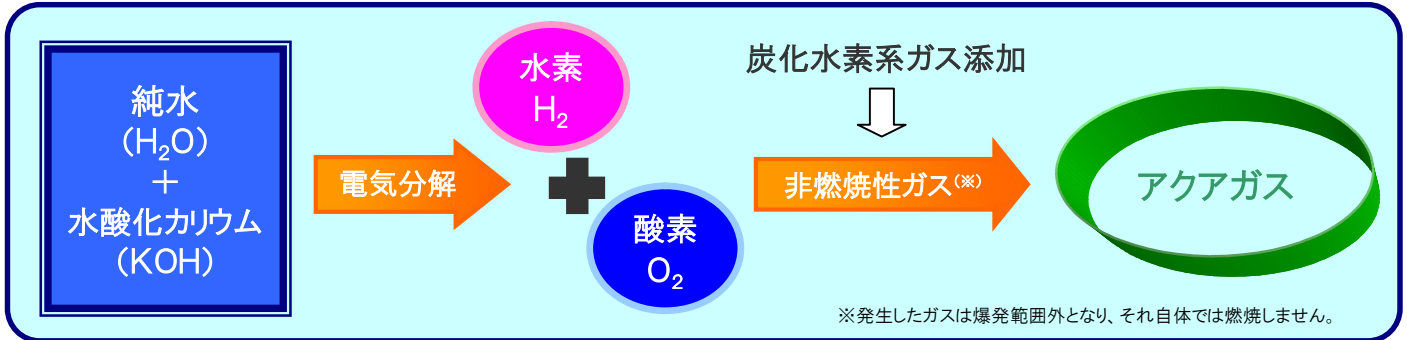 純水
(H₂O)
＋
水酸化カリウム
(KOH)
電気分解
水素
H₂
酸素
O₂
炭化水素系ガス添加
非燃焼性ガス(※)
アクアガス
※発生したガスは爆発範囲外となり、それ自体では燃焼しません。